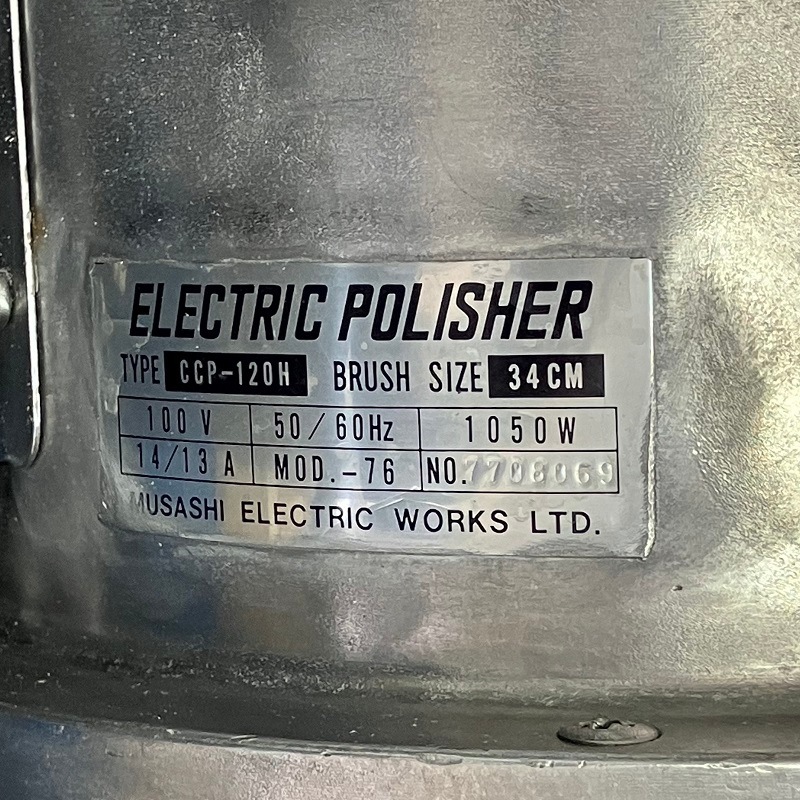 ELECTRIC POLISHER
TYPE CCP-120H BRUSH SIZE 34CM
100 V 50/60Hz 1050W
14/13 A MOD.-76 NO.7708069
MUSASHI ELECTRIC WORKS LTD.